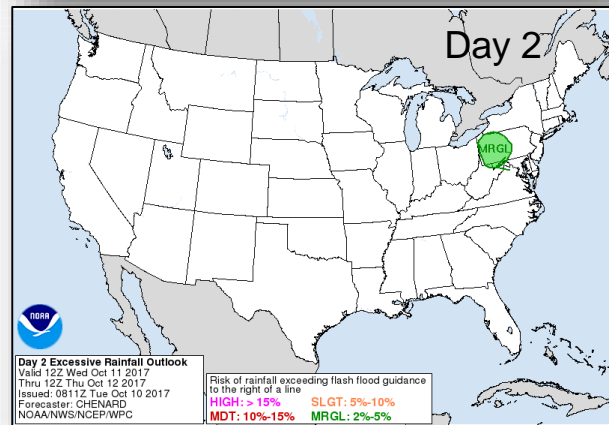 Day 2
MRGL
NOAA
Day 2 Excessive Rainfall Outlook
Valid 12Z Wed Oct 11 2017
Thru 12Z Thu Oct 12 2017
Issued: 0811Z Tue Oct 10 2017
Forecaster: CHENARD
NOAA/NWS/NCEP/WPC
Risk of rainfall exceeding flash flood guidance
to the right of a line
HIGH: > 15% SLGT: 5%-10%
MDT: 10%-15% MRGL: 2%-5%